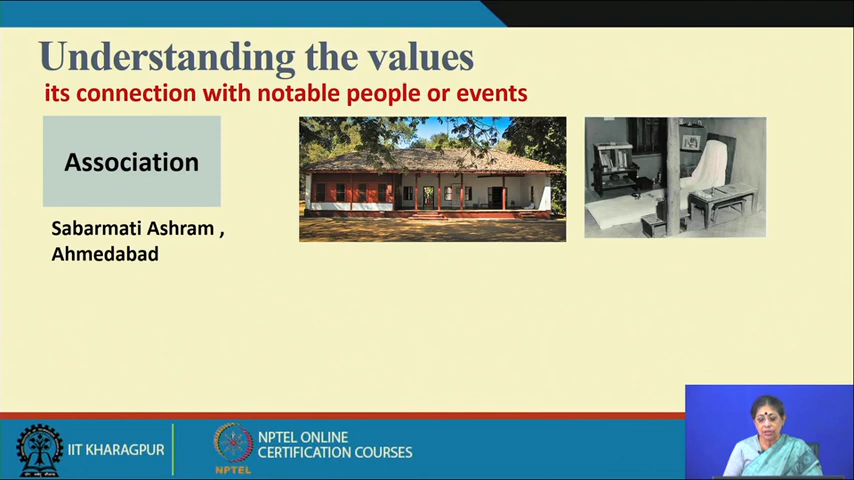 Understanding the values
its connection with notable people or events
Association
Sabarmati Ashram ,
Ahmedabad
IIT KHARAGPUR
NPTEL
NPTEL ONLINE
CERTIFICATION COURSES